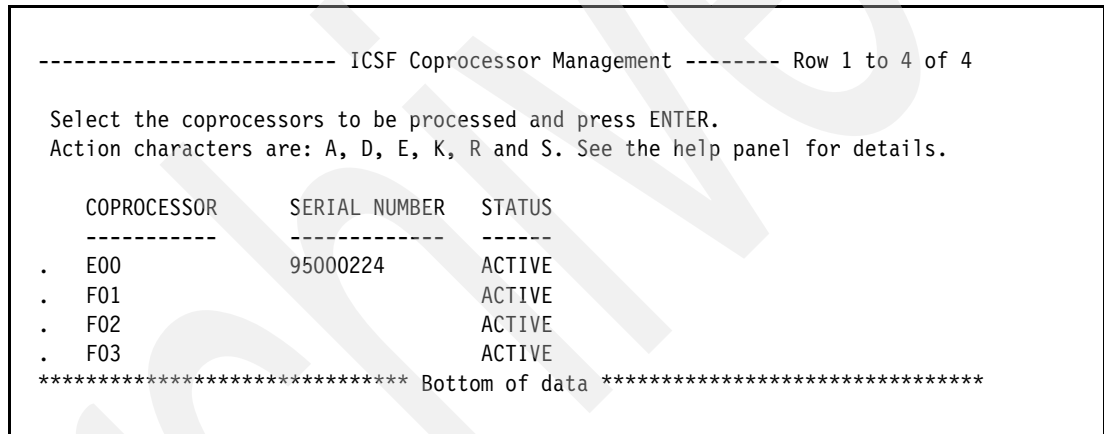 ------------------------- ICSF Coprocessor Management -------- Row 1 to 4 of 4
Select the coprocessors to be processed and press ENTER.
Action characters are: A, D, E, K, R and S. See the help panel for details.
COPROCESSOR SERIAL NUMBER STATUS
----------- ------------- ------
. E00 95000224 ACTIVE
. F01 ACTIVE
. F02 ACTIVE
. F03 ACTIVE
******************************* Bottom of data ********************************